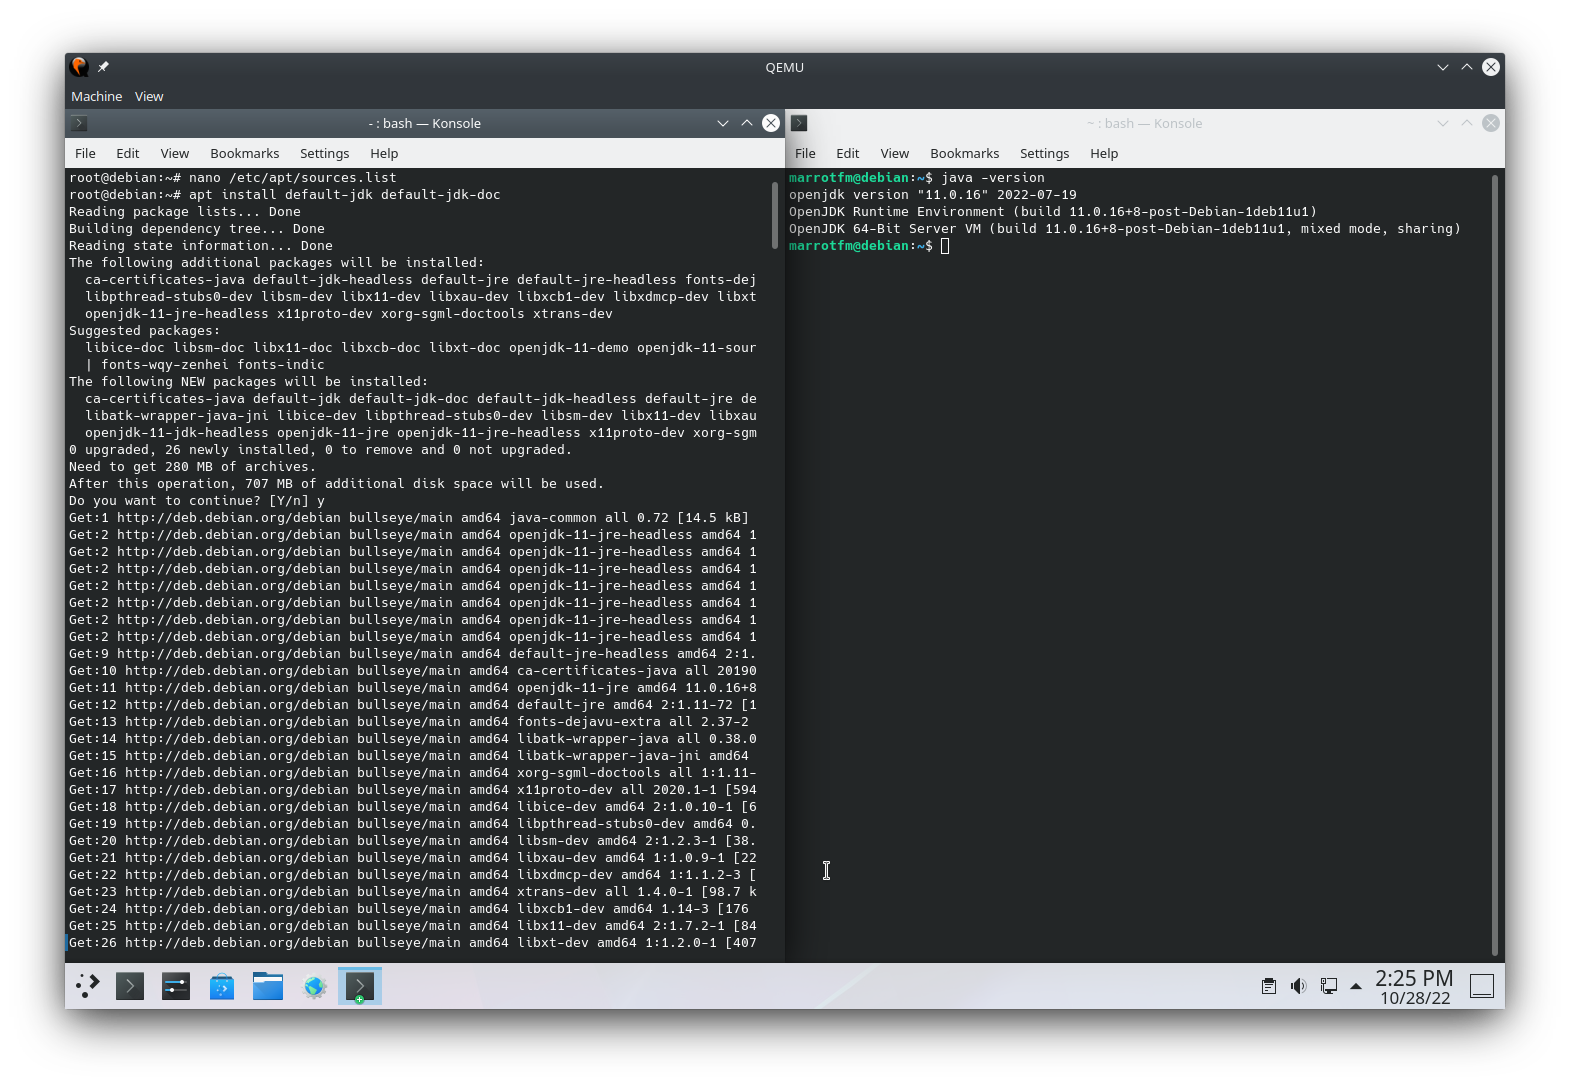 QEMU
Machine View
- : bash — Konsole
File Edit View Bookmarks Settings Help
root@debian:~# nano /etc/apt/sources.list
root@debian:~# apt install default-jdk default-jdk-doc
Reading package lists... Done
Building dependency tree... Done
Reading state information... Done
The following additional packages will be installed:
  ca-certificates-java default-jdk-headless default-jre default-jre-headless fonts-dej
  libpthread-stubs0-dev libsm-dev libx11-dev libxau-dev libxcb1-dev libxdmcp-dev libxt
  openjdk-11-jre-headless x11proto-dev xorg-sgml-doctools xtrans-dev
Suggested packages:
  libice-doc libsm-doc libx11-doc libxcb-doc libxt-doc openjdk-11-demo openjdk-11-sour
  | fonts-wqy-zenhei fonts-indic
The following NEW packages will be installed:
  ca-certificates-java default-jdk default-jdk-doc default-jdk-headless default-jre de
  libatk-wrapper-java-jni libice-dev libpthread-stubs0-dev libsm-dev libx11-dev libxau
  openjdk-11-jdk-headless openjdk-11-jre openjdk-11-jre-headless x11proto-dev xorg-sgm
0 upgraded, 26 newly installed, 0 to remove and 0 not upgraded.
Need to get 280 MB of archives.
After this operation, 707 MB of additional disk space will be used.
Do you want to continue? [Y/n] y
Get:1 http://deb.debian.org/debian bullseye/main amd64 java-common all 0.72 [14.5 kB]
Get:2 http://deb.debian.org/debian bullseye/main amd64 openjdk-11-jre-headless amd64 1
Get:2 http://deb.debian.org/debian bullseye/main amd64 openjdk-11-jre-headless amd64 1
Get:2 http://deb.debian.org/debian bullseye/main amd64 openjdk-11-jre-headless amd64 1
Get:2 http://deb.debian.org/debian bullseye/main amd64 openjdk-11-jre-headless amd64 1
Get:2 http://deb.debian.org/debian bullseye/main amd64 openjdk-11-jre-headless amd64 1
Get:2 http://deb.debian.org/debian bullseye/main amd64 openjdk-11-jre-headless amd64 1
Get:2 http://deb.debian.org/debian bullseye/main amd64 openjdk-11-jre-headless amd64 1
Get:9 http://deb.debian.org/debian bullseye/main amd64 default-jre-headless amd64 2:1.
Get:10 http://deb.debian.org/debian bullseye/main amd64 ca-certificates-java all 20190
Get:11 http://deb.debian.org/debian bullseye/main amd64 openjdk-11-jre amd64 11.0.16+8
Get:12 http://deb.debian.org/debian bullseye/main amd64 default-jre amd64 2:1.11-72 [1
Get:13 http://deb.debian.org/debian bullseye/main amd64 fonts-dejavu-extra all 2.37-2
Get:14 http://deb.debian.org/debian bullseye/main amd64 libatk-wrapper-java all 0.38.0
Get:15 http://deb.debian.org/debian bullseye/main amd64 libatk-wrapper-java-jni amd64
Get:16 http://deb.debian.org/debian bullseye/main amd64 xorg-sgml-doctools all 1:1.11-
Get:17 http://deb.debian.org/debian bullseye/main amd64 x11proto-dev all 2020.1-1 [594
Get:18 http://deb.debian.org/debian bullseye/main amd64 libice-dev amd64 2:1.0.10-1 [6
Get:19 http://deb.debian.org/debian bullseye/main amd64 libpthread-stubs0-dev amd64 0.
Get:20 http://deb.debian.org/debian bullseye/main amd64 libsm-dev amd64 2:1.2.3-1 [38.
Get:21 http://deb.debian.org/debian bullseye/main amd64 libxau-dev amd64 1:1.0.9-1 [22
Get:22 http://deb.debian.org/debian bullseye/main amd64 libxdmcp-dev amd64 1:1.1.2-3 [
Get:23 http://deb.debian.org/debian bullseye/main amd64 xtrans-dev all 1.4.0-1 [98.7 k
Get:24 http://deb.debian.org/debian bullseye/main amd64 libxcb1-dev amd64 1.14-3 [176
Get:25 http://deb.debian.org/debian bullseye/main amd64 libx11-dev amd64 2:1.7.2-1 [84
Get:26 http://deb.debian.org/debian bullseye/main amd64 libxt-dev amd64 1:1.2.0-1 [407
~ : bash — Konsole
File Edit View Bookmarks Settings Help
marrotfm@debian:~$ java -version
openjdk version "11.0.16" 2022-07-19
OpenJDK Runtime Environment (build 11.0.16+8-post-Debian-1deb11u1)
OpenJDK 64-Bit Server VM (build 11.0.16+8-post-Debian-1deb11u1, mixed mode, sharing)
marrotfm@debian:~$
2:25 PM
10/28/22